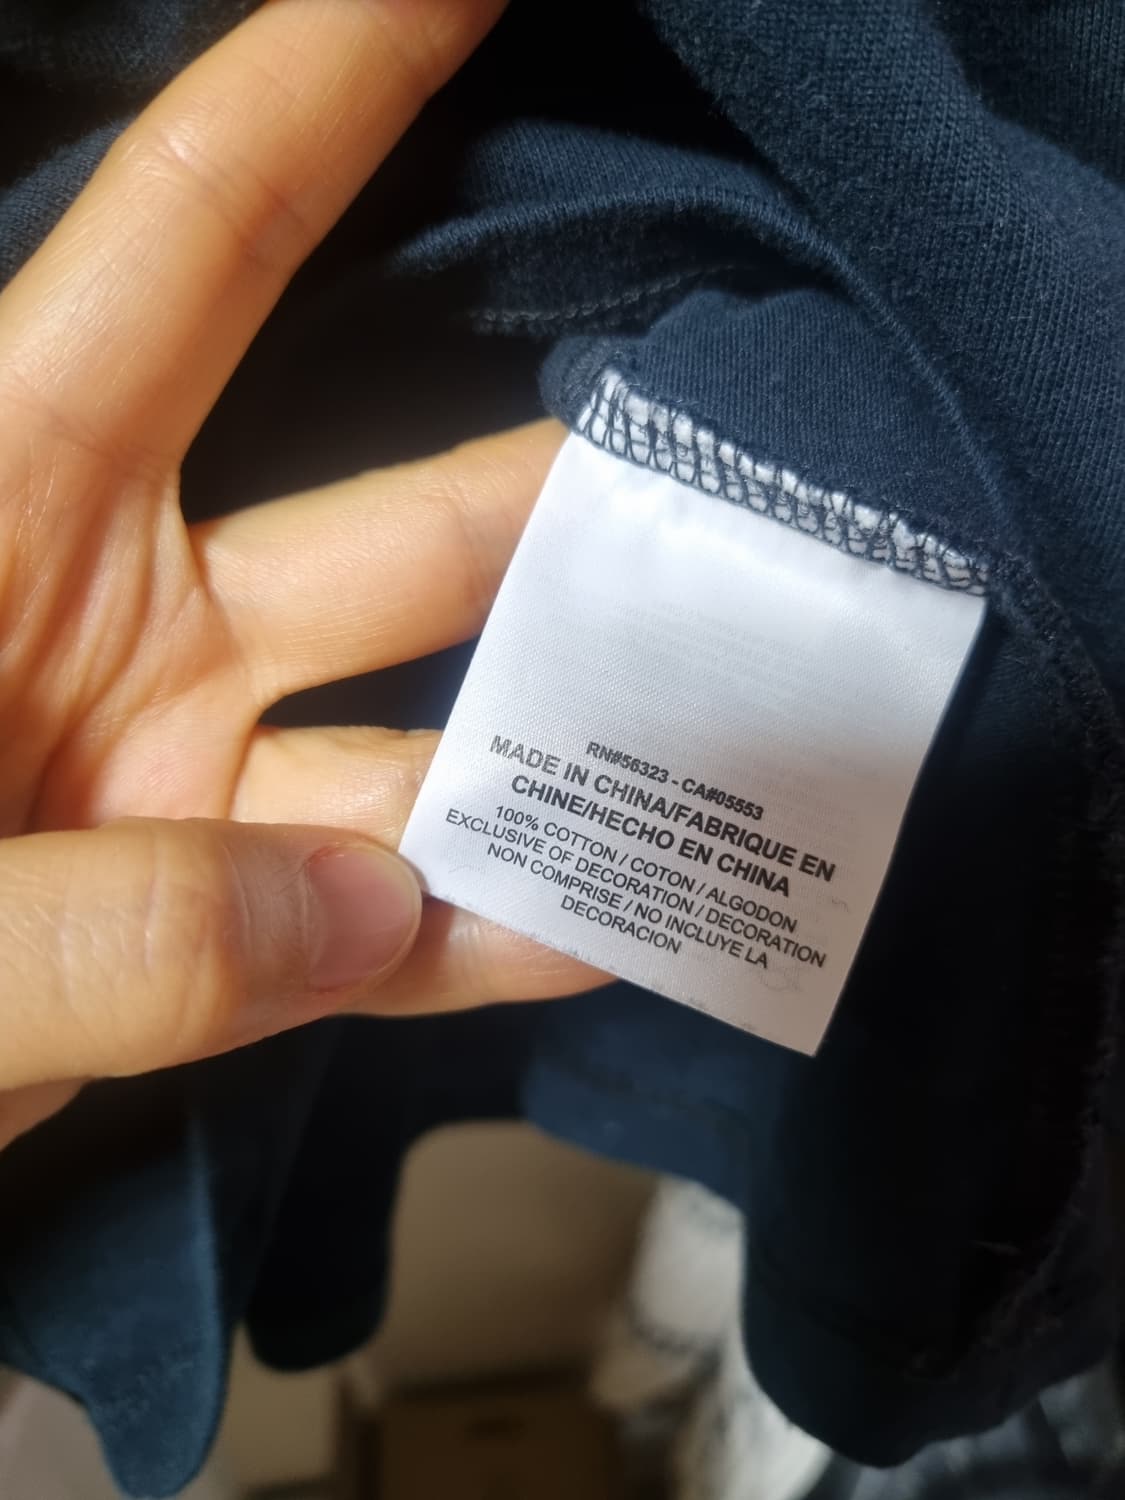 RN#56323 - CA#05553
MADE IN CHINA/FABRIQUE EN
CHINE/HECHO EN CHINA
100% COTTON / COTON / ALGODON
EXCLUSIVE OF DECORATION / DECORATION
NON COMPRISE / NO INCLUYE LA
DECORACION